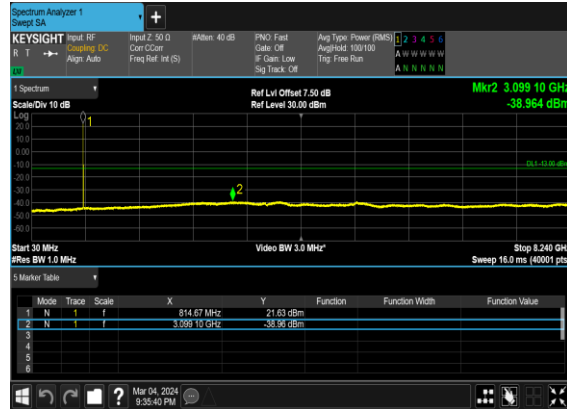 Spectrum Analyzer 1
Swept SA
+
KEYSIGHT
R T
Input: RF
Coupling: DC
Align: Auto
Input Z: 50 Ω
Corr CCorr
Freq Ref: Int (S)
#Atten: 40 dB
PNO: Fast
Gate: Off
IF Gain: Low
Sig Track: Off
Avg Type: Power (RMS)
Avg|Hold: 100/100
Trig: Free Run
1 2 3 4 5 6
A W W W W W
A N N N N N
1 Spectrum
Scale/Div 10 dB
Ref Lvl Offset 7.50 dB
Ref Level 30.00 dBm
Mkr2 3.099 10 GHz
-38.964 dBm
Log
20.0
10.0
0.00
-10.0
-20.0
-30.0
-40.0
-50.0
-60.0
1
2
DL1 -13.00 dBm
Start 30 MHz
#Res BW 1.0 MHz
Video BW 3.0 MHz*
Stop 8.240 GHz
Sweep 16.0 ms (40001 pts)
5 Marker Table
Mode Trace Scale X Y Function Function Width Function Value
1 N 1 f 814.67 MHz 21.63 dBm
2 N 1 f 3.099 10 GHz -38.96 dBm
3
4
5
6
?
Mar 04, 2024
9:35:40 PM